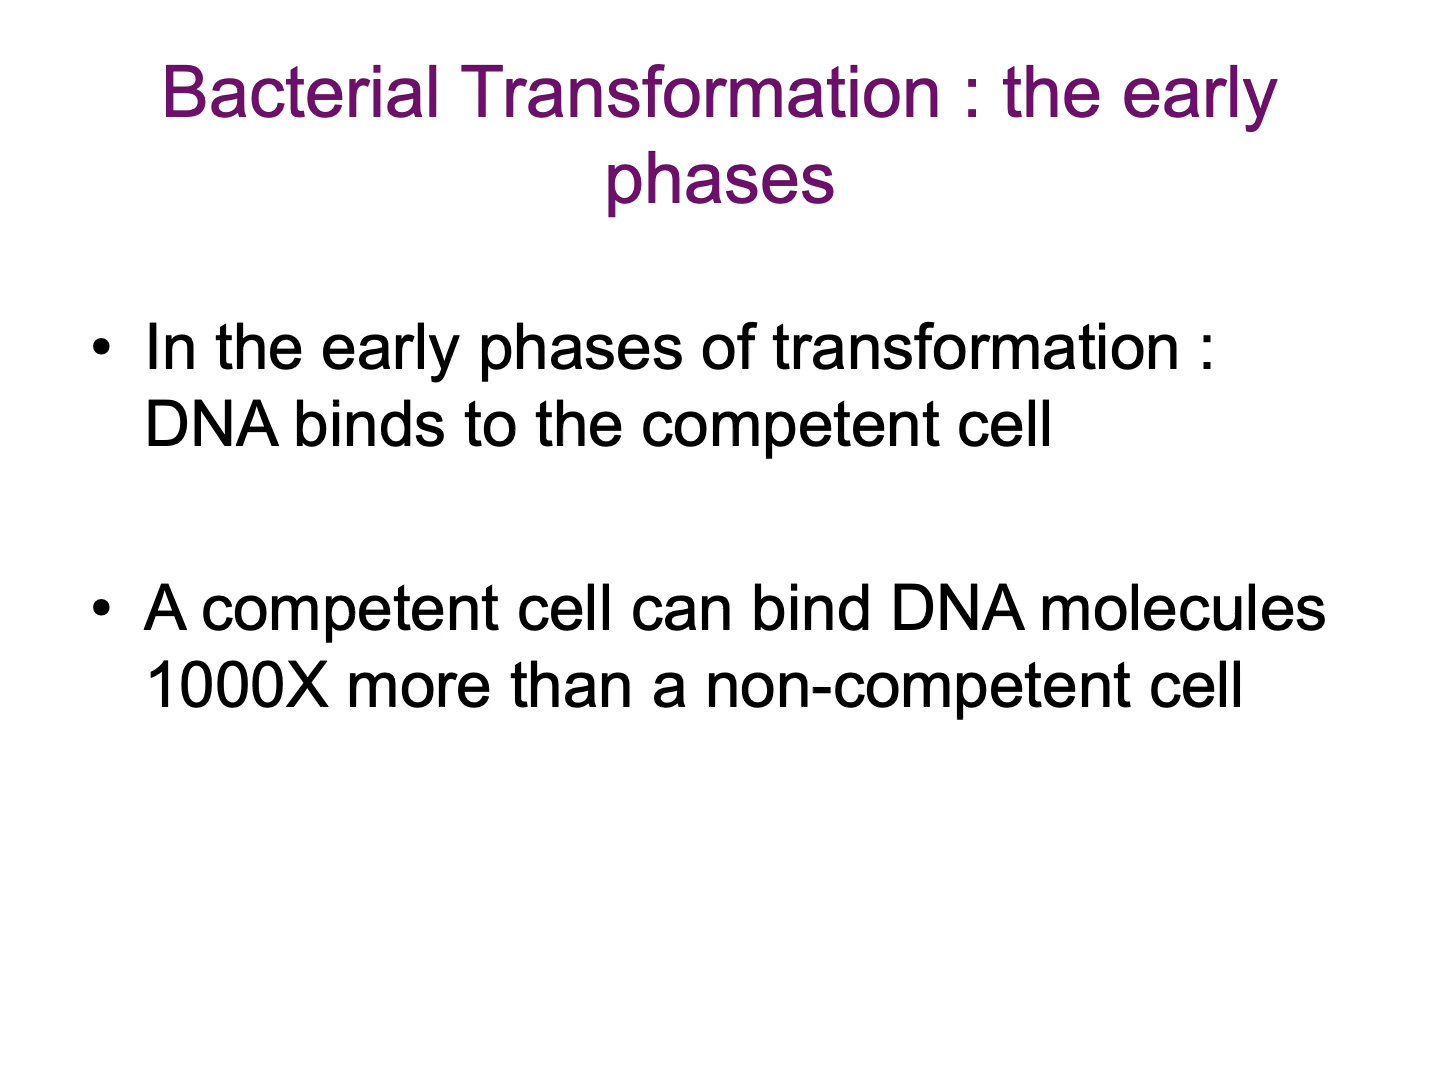 Bacterial Transformation : the early
phases
• In the early phases of transformation :
DNA binds to the competent cell
• A competent cell can bind DNA molecules
1000X more than a non-competent cell